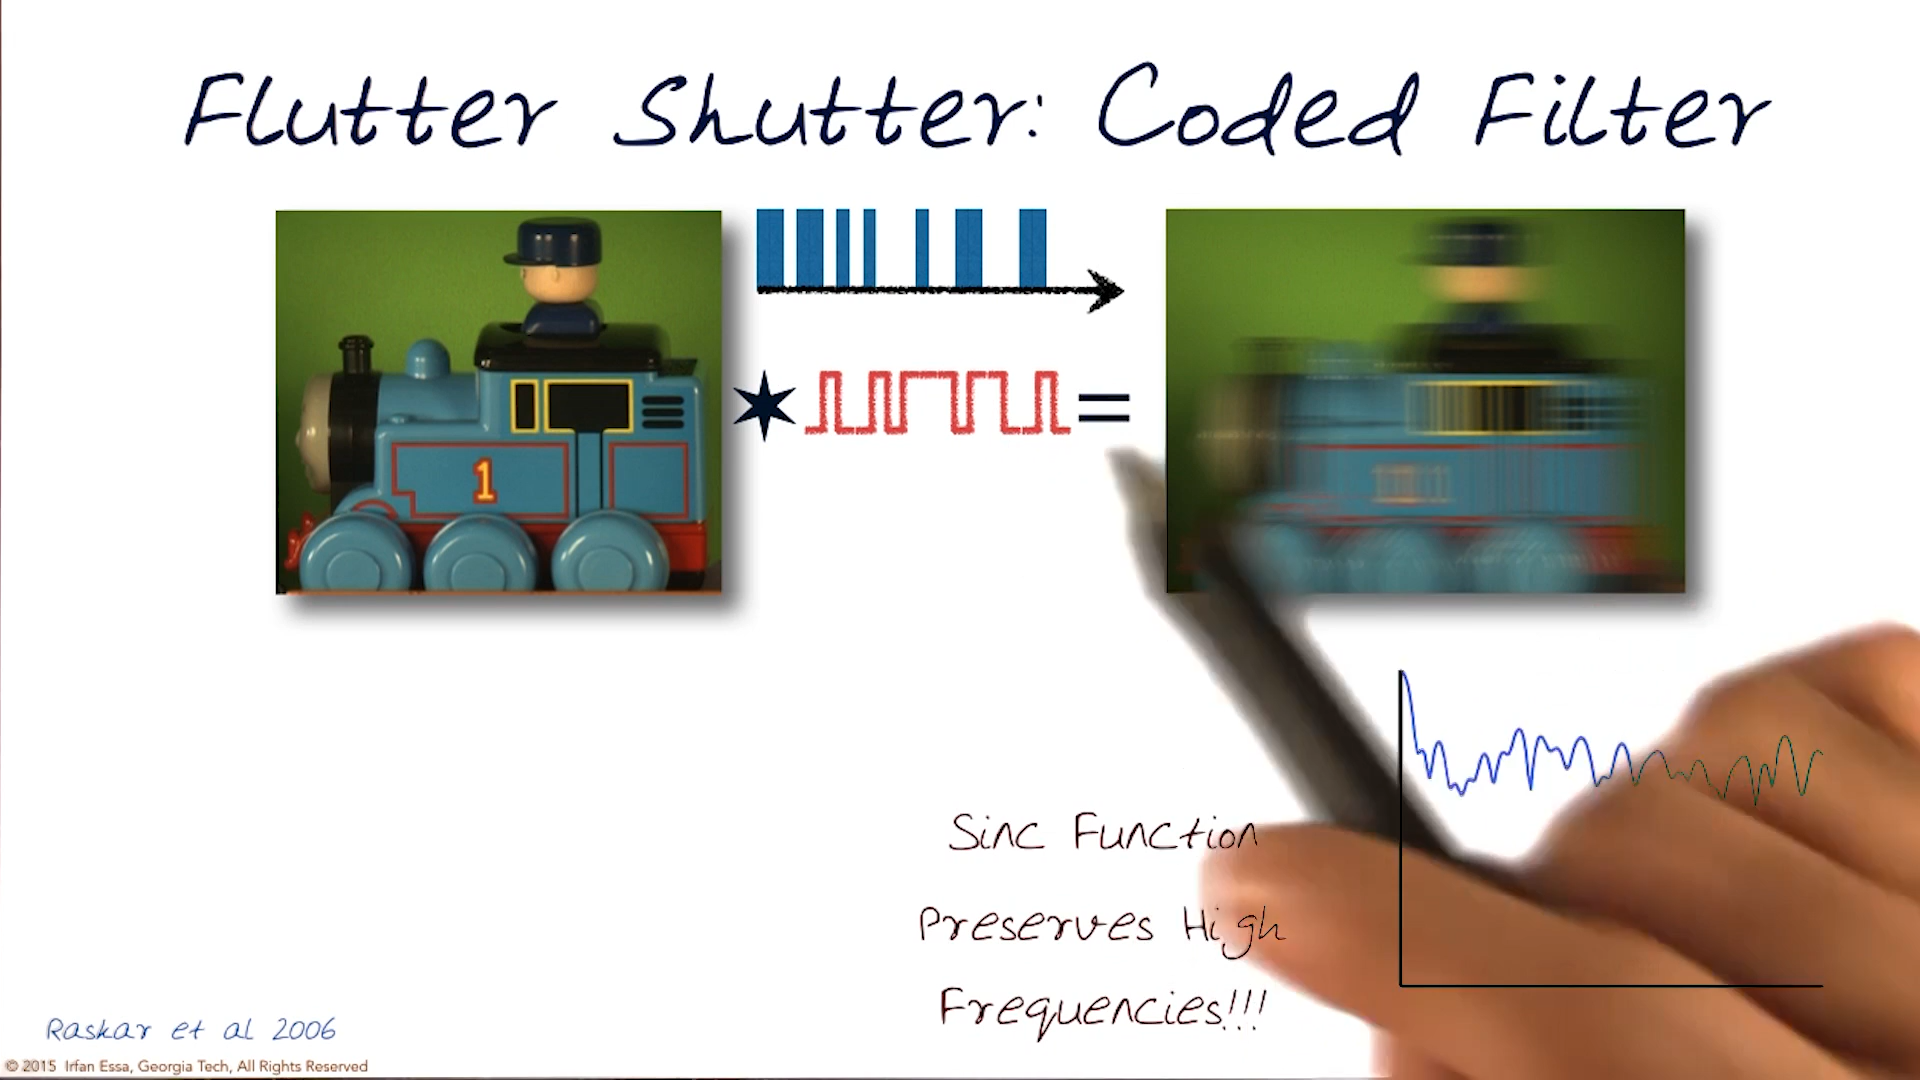 Flutter Shutter: Coded Filter
1
=
Sinc Function
Preserves High
Frequencies!!!
Raskar et al 2006
© 2015 Irfan Essa, Georgia Tech, All Rights Reserved